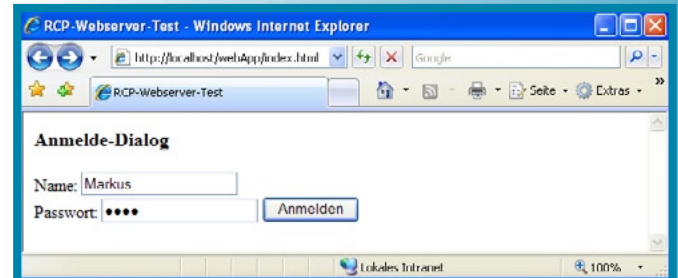 RCP-Webserver-Test - Windows Internet Explorer
http://localhost/webApp/index.html
Google
RCP-Webserver-Test
Seite
Extras
»
Anmelde-Dialog
Name: Markus
Passwort: ••••
Anmelden
Lokales Intranet
100%